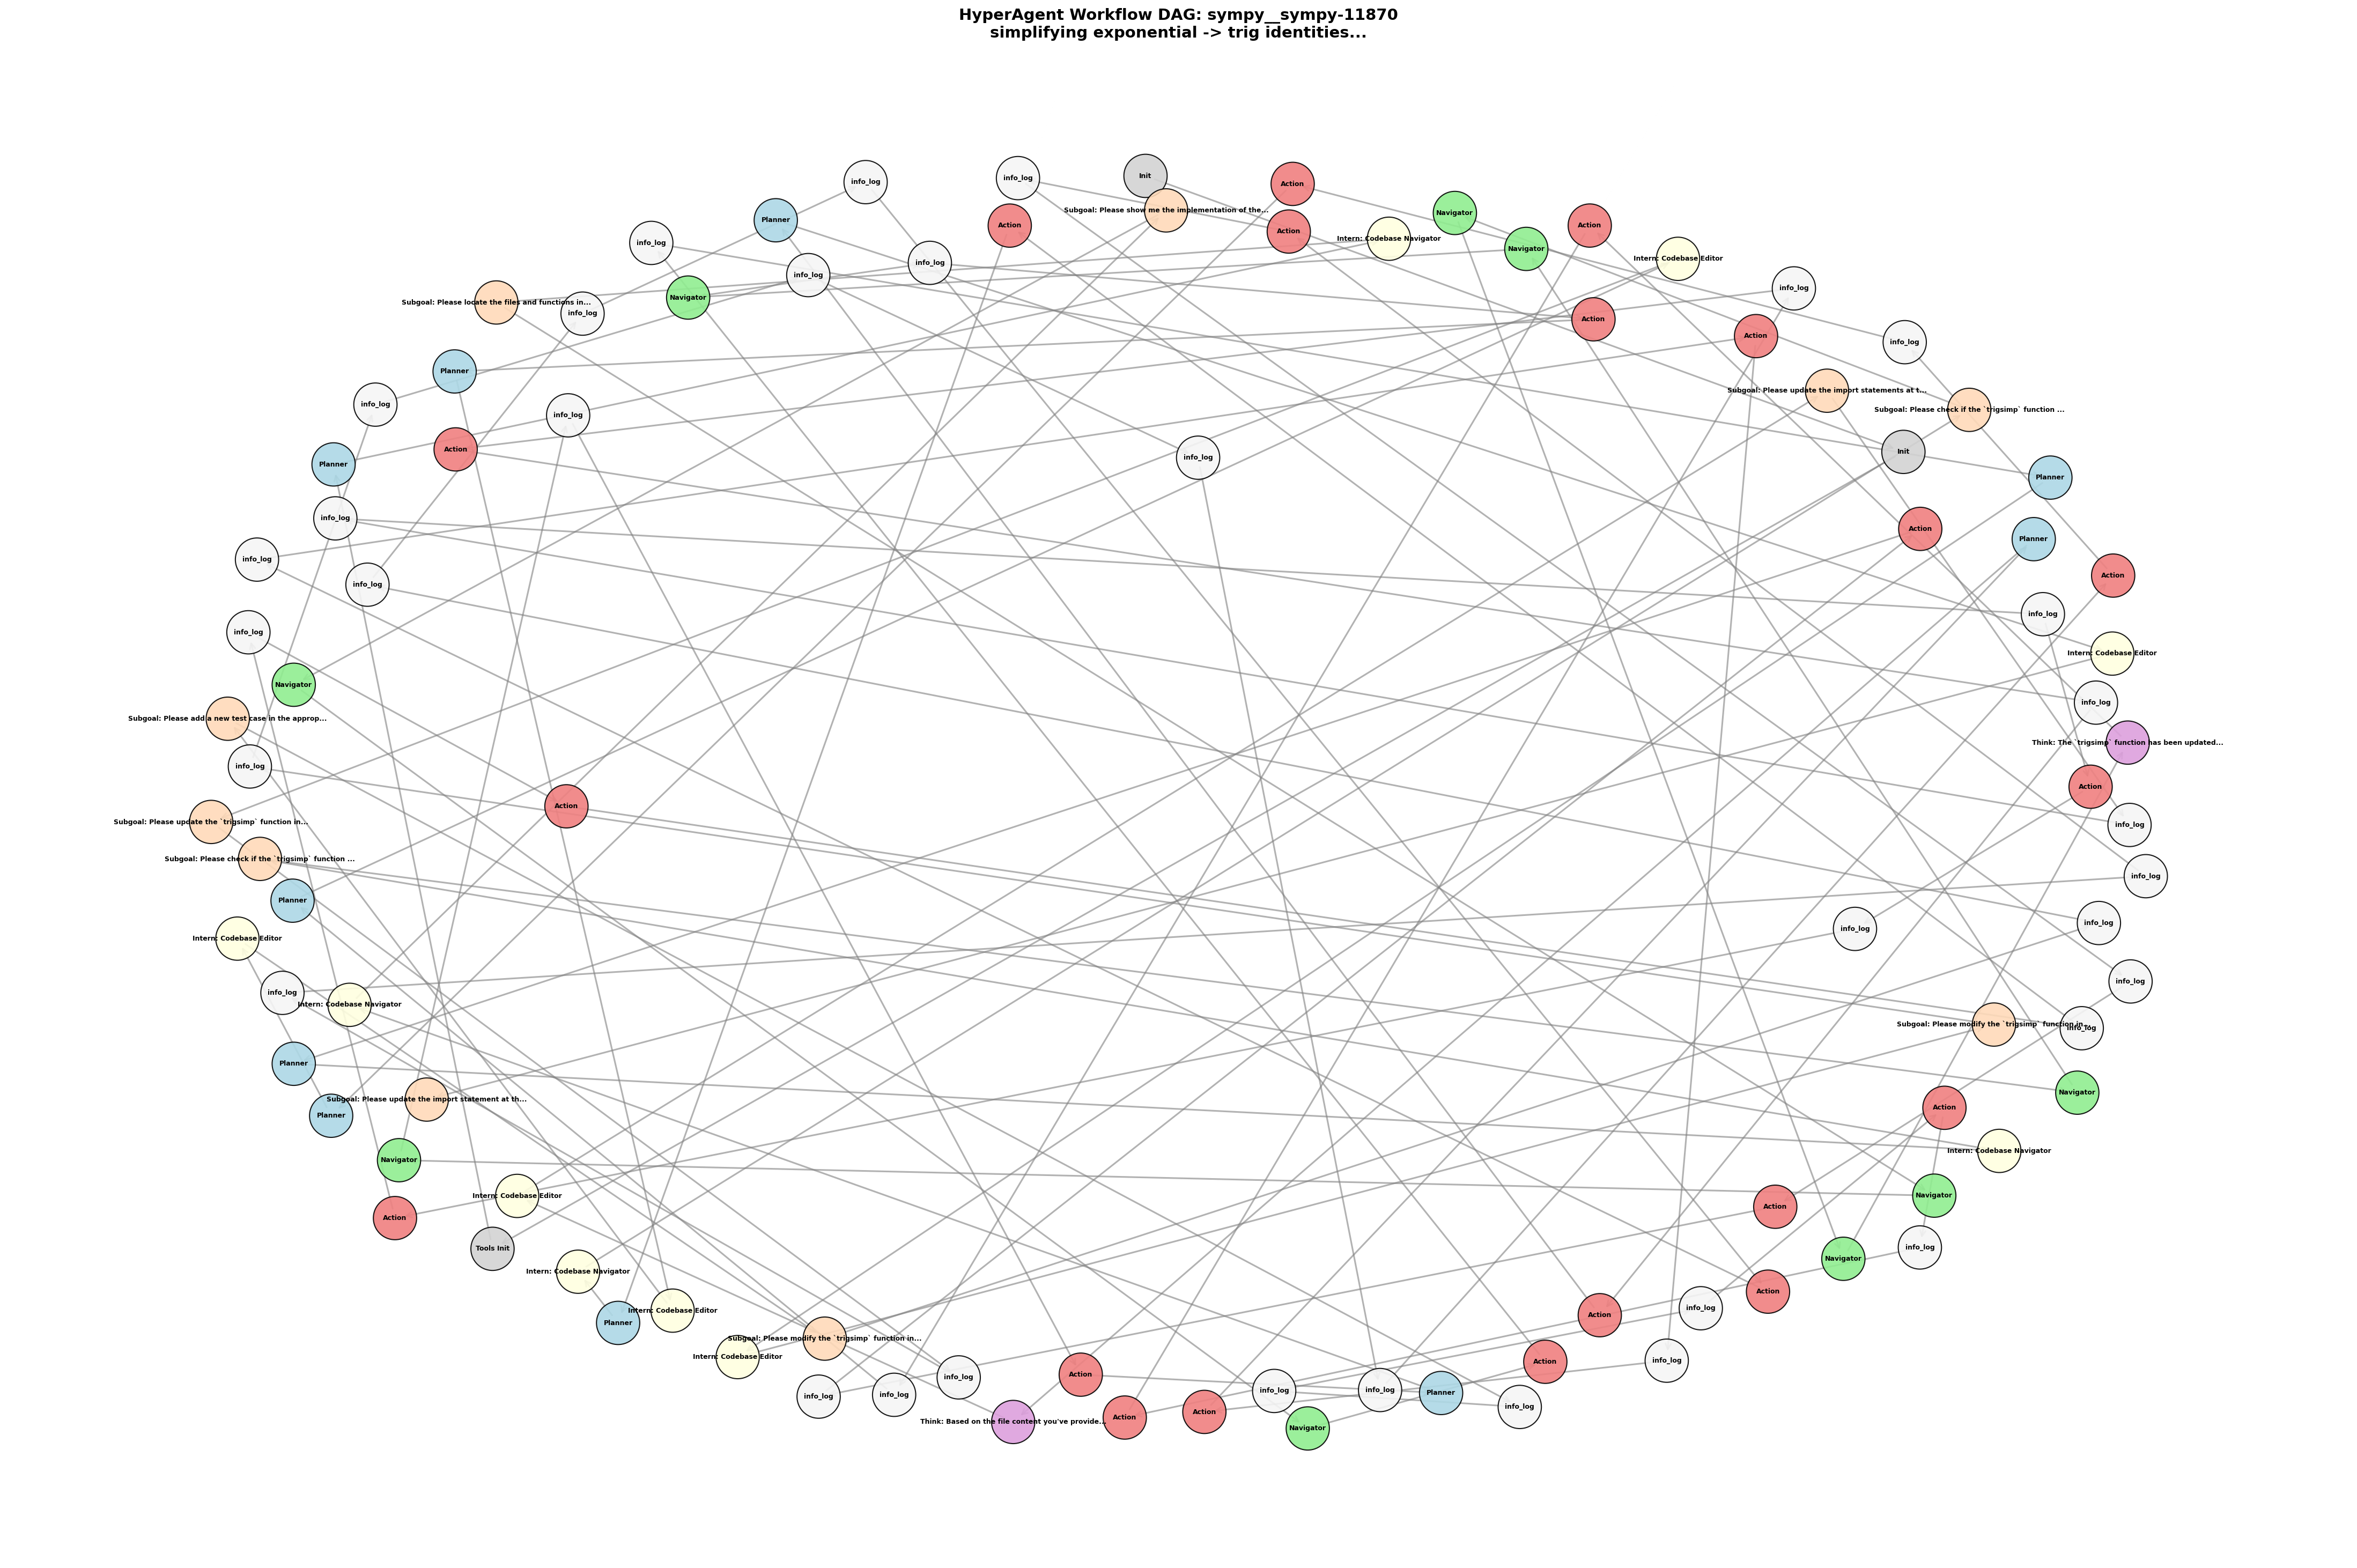 HyperAgent Workflow DAG: sympy__sympy-11870
simplifying exponential -> trig identities...
Init
info_log
info_log
Action
Subgoal: Please show me the implementation of the...
Navigator
Planner
Action
Action
Action
Intern: Codebase Navigator
info_log
Navigator
Intern: Codebase Editor
info_log
info_log
info_log
Navigator
Subgoal: Please locate the files and functions in...
info_log
Action
Action
info_log
Planner
Subgoal: Please update the import statements at t...
info_log
Subgoal: Please check if the `trigsimp` function ...
info_log
Action
Init
info_log
Planner
Planner
info_log
Action
Planner
info_log
Action
info_log
info_log
info_log
Intern: Codebase Editor
Navigator
info_log
Subgoal: Please add a new test case in the approp...
Think: The `trigsimp` function has been updated...
info_log
Action
Action
Subgoal: Please update the `trigsimp` function in...
info_log
Subgoal: Please check if the `trigsimp` function ...
info_log
Planner
info_log
info_log
Intern: Codebase Editor
info_log
info_log
Intern: Codebase Navigator
Subgoal: Please modify the `trigsimp` function in...
info_log
Planner
Navigator
Subgoal: Please update the import statement at th...
Action
Planner
Intern: Codebase Navigator
Navigator
Intern: Codebase Editor
Navigator
Action
Action
Tools Init
info_log
Navigator
Intern: Codebase Navigator
Action
info_log
Intern: Codebase Editor
Action
Planner
Subgoal: Please modify the `trigsimp` function in...
Intern: Codebase Editor
info_log
Action
Action
info_log
info_log
info_log
Planner
info_log
info_log
info_log
Action
Action
Think: Based on the file content you've provide...
Navigator